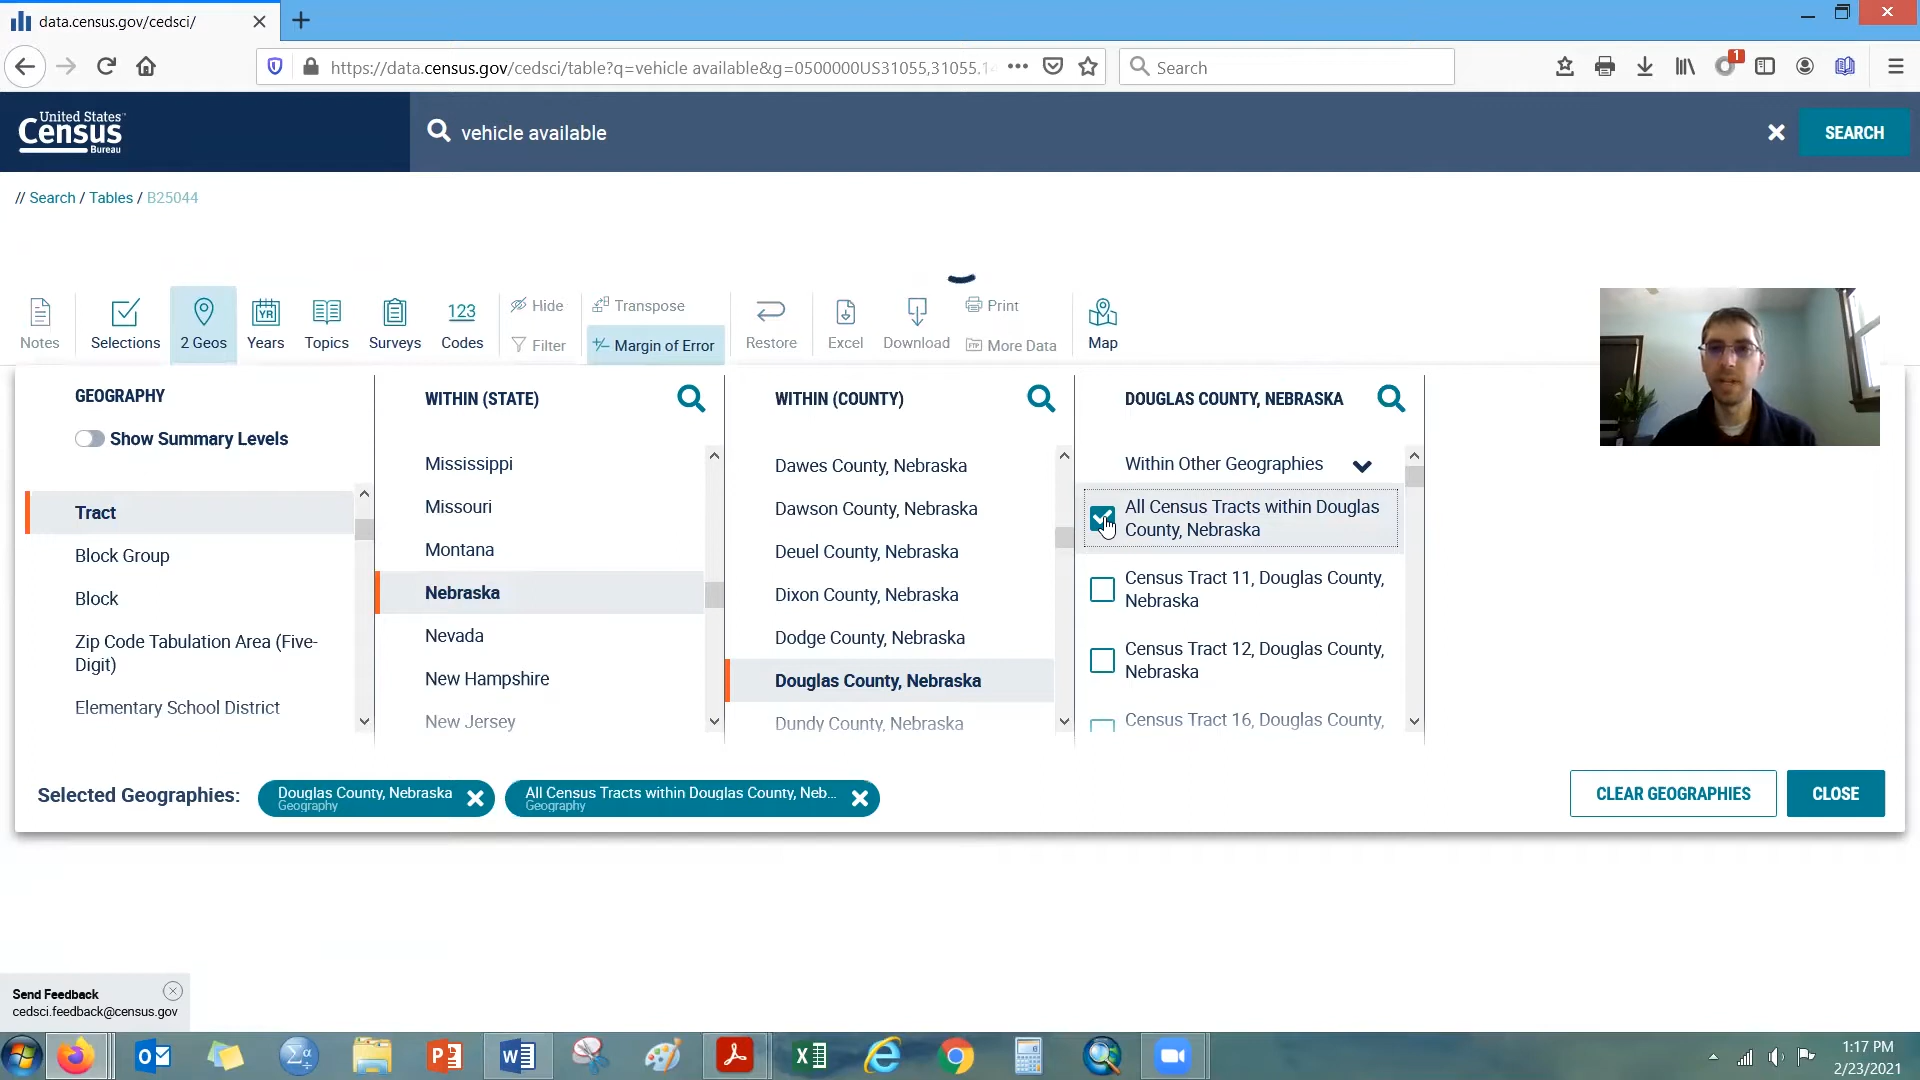 data.census.gov/cedsci/
https://data.census.gov/cedsci/table?q=vehicle available&g=0500000US31055,31055.1
Search
1
United States
Census
Bureau
vehicle available
SEARCH
// Search / Tables / B25044
Notes
Selections
2 Geos
YR
Years
Topics
Surveys
123
Codes
Hide
Filter
Transpose
Margin of Error
Restore
Excel
Download
Print
FTP
More Data
Map
GEOGRAPHY
Show Summary Levels
Tract
Block Group
Block
Zip Code Tabulation Area (Five-
Digit)
Elementary School District
WITHIN (STATE)
Mississippi
Missouri
Montana
Nebraska
Nevada
New Hampshire
New Jersey
WITHIN (COUNTY)
Dawes County, Nebraska
Dawson County, Nebraska
Deuel County, Nebraska
Dixon County, Nebraska
Dodge County, Nebraska
Douglas County, Nebraska
Dundy County, Nebraska
DOUGLAS COUNTY, NEBRASKA
Within Other Geographies
All Census Tracts within Douglas
County, Nebraska
Census Tract 11, Douglas County,
Nebraska
Census Tract 12, Douglas County,
Nebraska
Census Tract 16, Douglas County,
Selected Geographies:
Douglas County, Nebraska
Geography
All Census Tracts within Douglas County, Neb...
Geography
CLEAR GEOGRAPHIES
CLOSE
Send Feedback
cedsci.feedback@census.gov
1:17 PM
2/23/2021